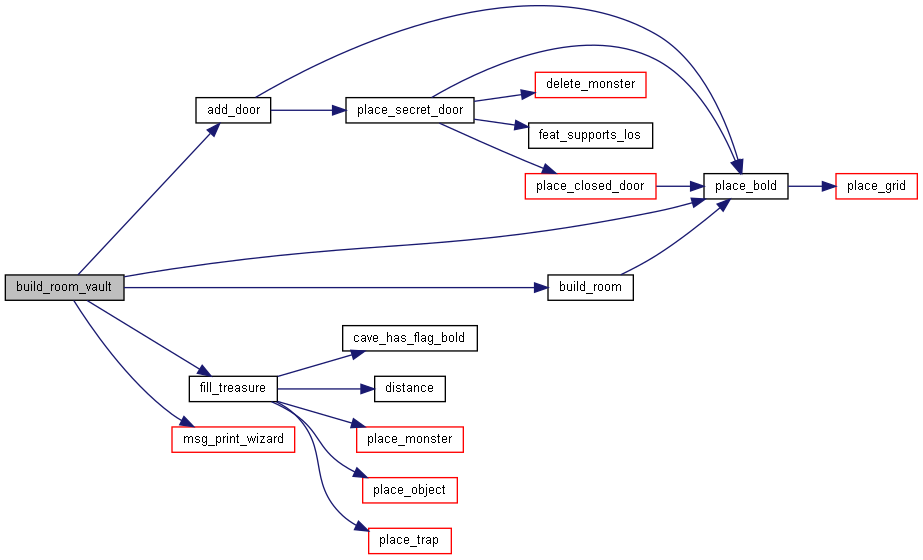 add_door
place_secret_door
delete_monster
feat_supports_los
place_closed_door
place_bold
place_grid
build_room_vault
build_room
cave_has_flag_bold
fill_treasure
distance
msg_print_wizard
place_monster
place_object
place_trap